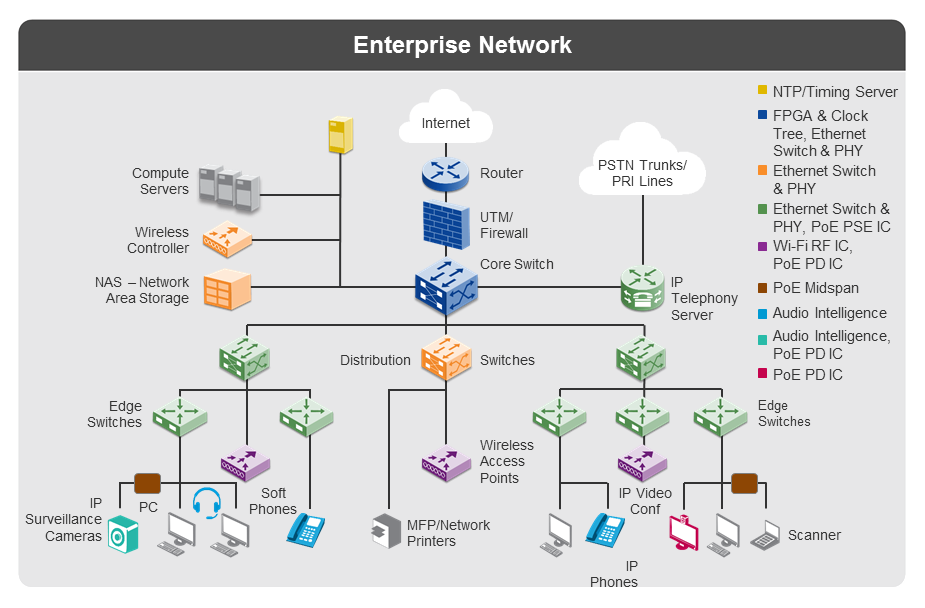 Enterprise Network
Internet
Router
UTM/
Firewall
Core Switch
Compute
Servers
Wireless
Controller
NAS – Network
Area Storage
PSTN Trunks/
PRI Lines
IP
Telephony
Server
NTP/Timing Server
FPGA & Clock
Tree, Ethernet
Switch & PHY
Ethernet Switch
& PHY
Ethernet Switch &
PHY, PoE PSE IC
Wi-Fi RF IC,
PoE PD IC
PoE Midspan
Audio Intelligence
Audio Intelligence,
PoE PD IC
PoE PD IC
Distribution
Switches
Edge
Switches
Wireless
Access
Points
Edge
Switches
IP
Surveillance
Cameras
PC
Soft
Phones
MFP/Network
Printers
IP Video
Conf
IP
Phones
Scanner